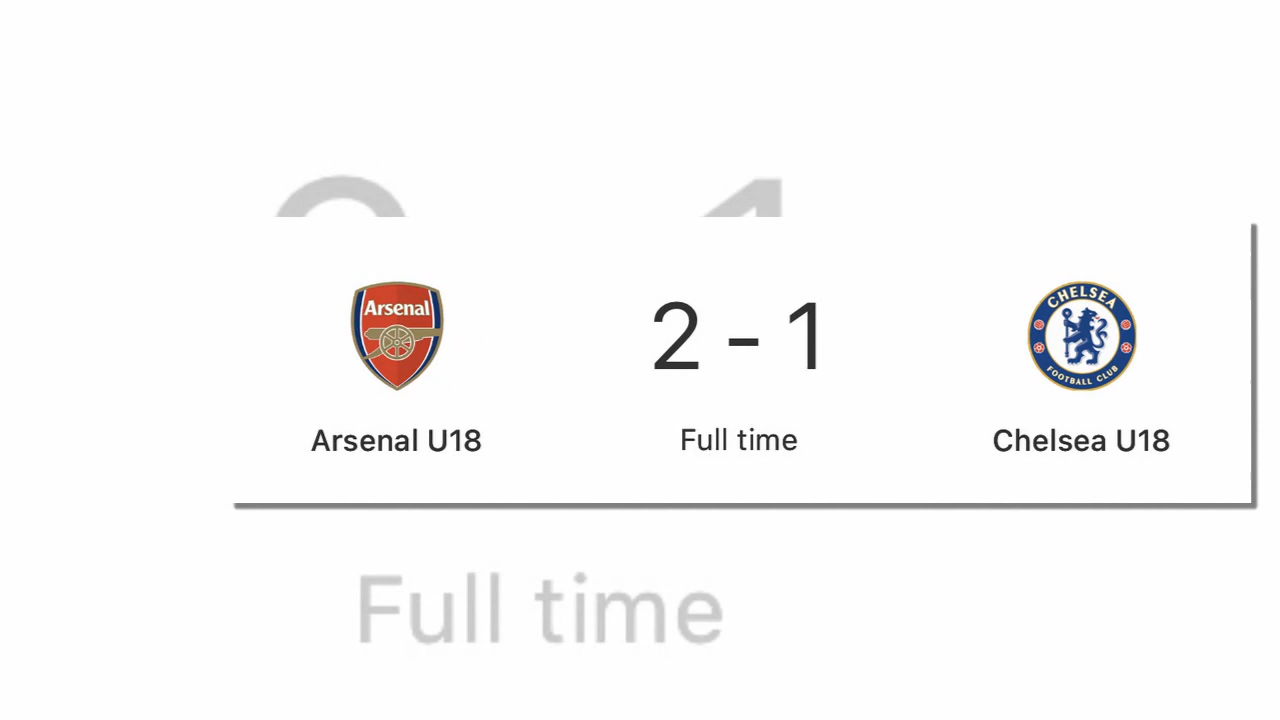 Arsenal
CHELSEA
FOOTBALL CLUB
2 - 1
Arsenal U18
Full time
Chelsea U18
Full time